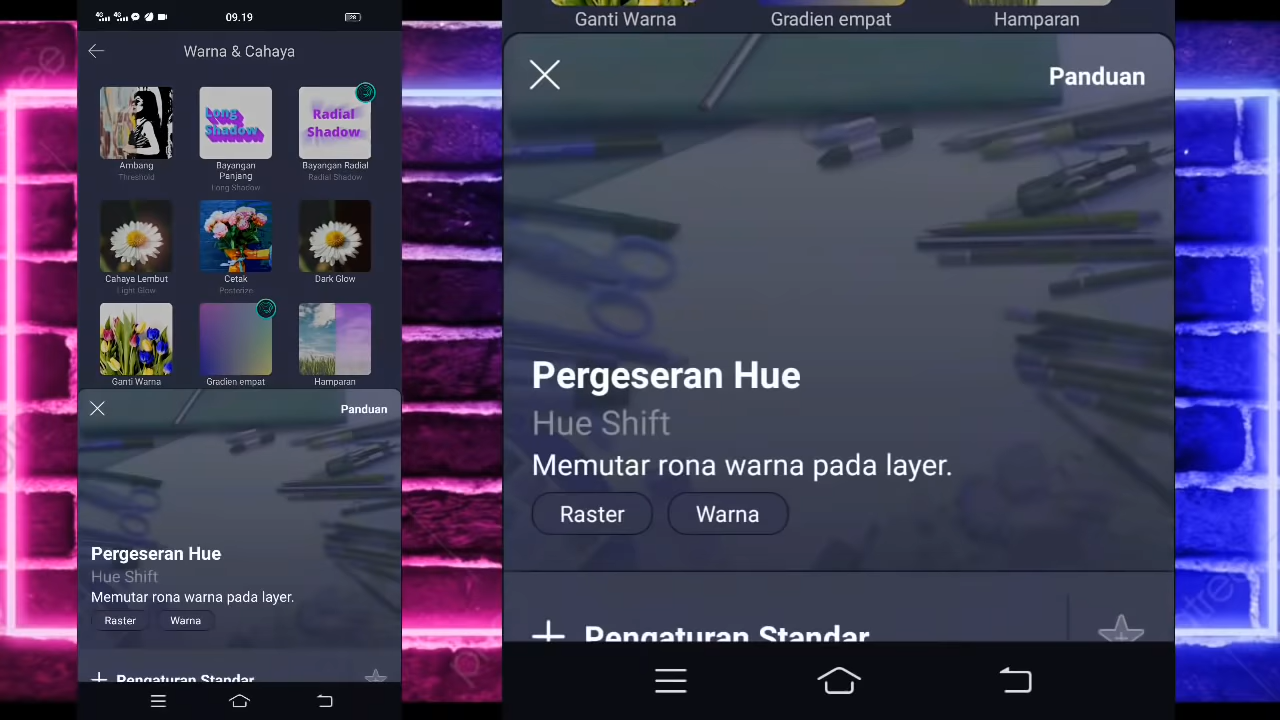 09.19
Warna & Cahaya
Long
Shadow
Radial
Shadow
Ambang
Threshold
Bayangan
Panjang
Long Shadow
Bayangan Radial
Radial Shadow
Cahaya Lembut
Light Glow
Cetak
Posterize
Dark Glow
Ganti Warna
Gradien empat
Hamparan
Panduan
Pergeseran Hue
Hue Shift
Memutar rona warna pada layer.
Raster
Warna
Pengaturan Standar
Ganti Warna
Gradien empat
Hamparan
Panduan
Pergeseran Hue
Hue Shift
Memutar rona warna pada layer.
Raster
Warna
Pengaturan Standar